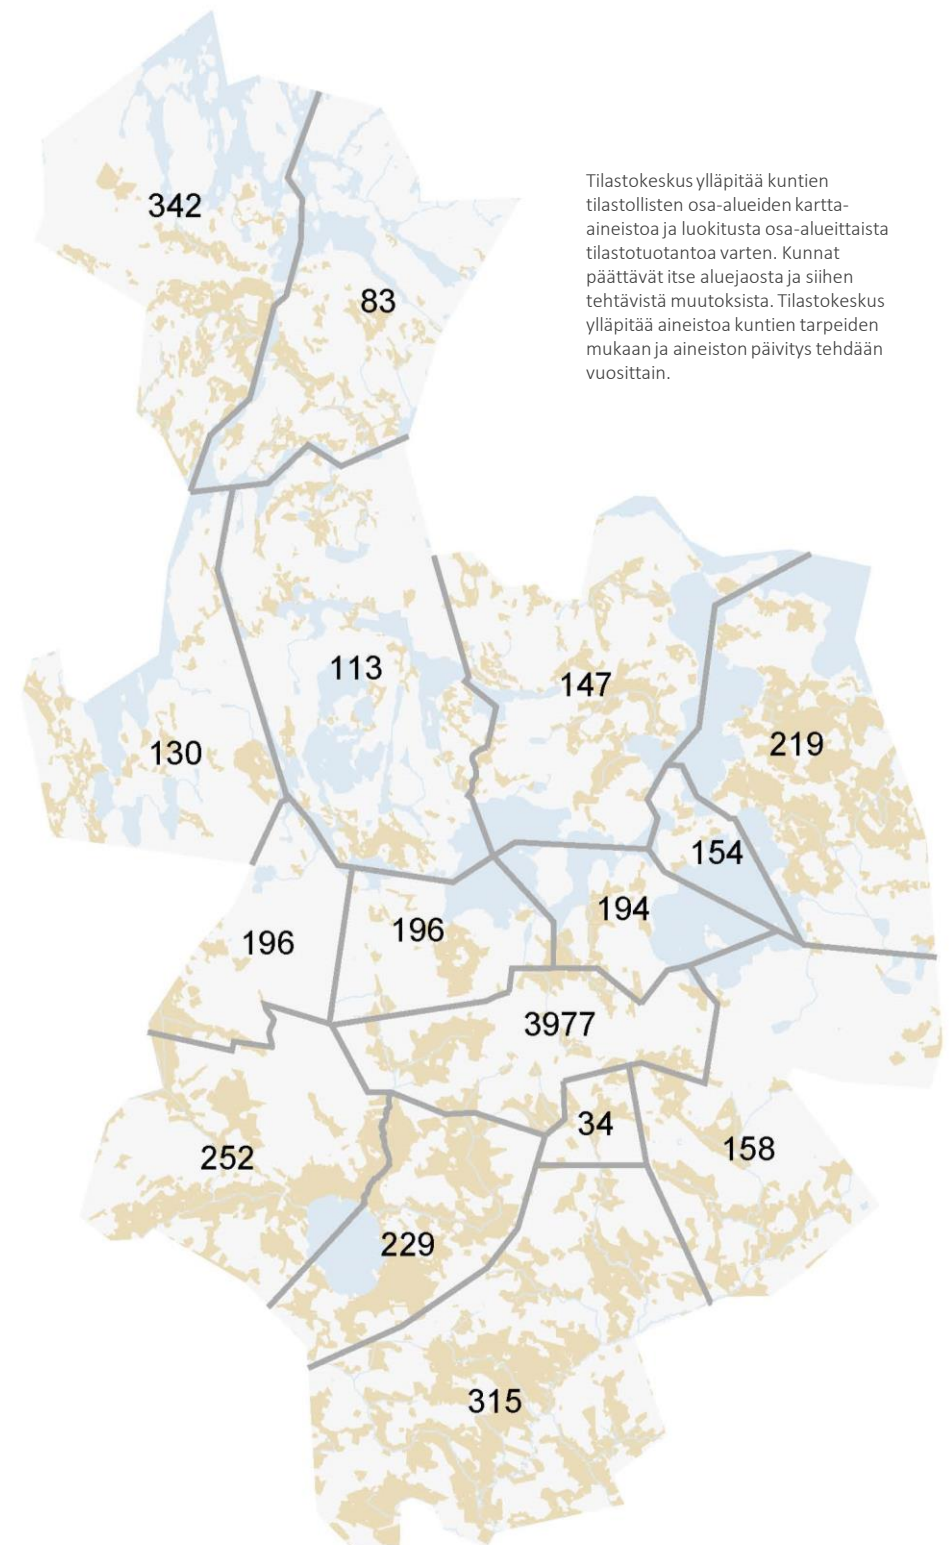 Tilastokeskus ylläpitää kuntien
tilastollisten osa-alueiden kartta-
aineistoa ja luokitusta osa-alueittaista
tilastotuotantoa varten. Kunnat
päättävät itse aluejaosta ja siihen
tehtävistä muutoksista. Tilastokeskus
ylläpitää aineistoa kuntien tarpeiden
mukaan ja aineiston päivitys tehdään
vuosittain.
342
83
113
147
130
219
154
194
196
196
3977
34
158
252
229
315